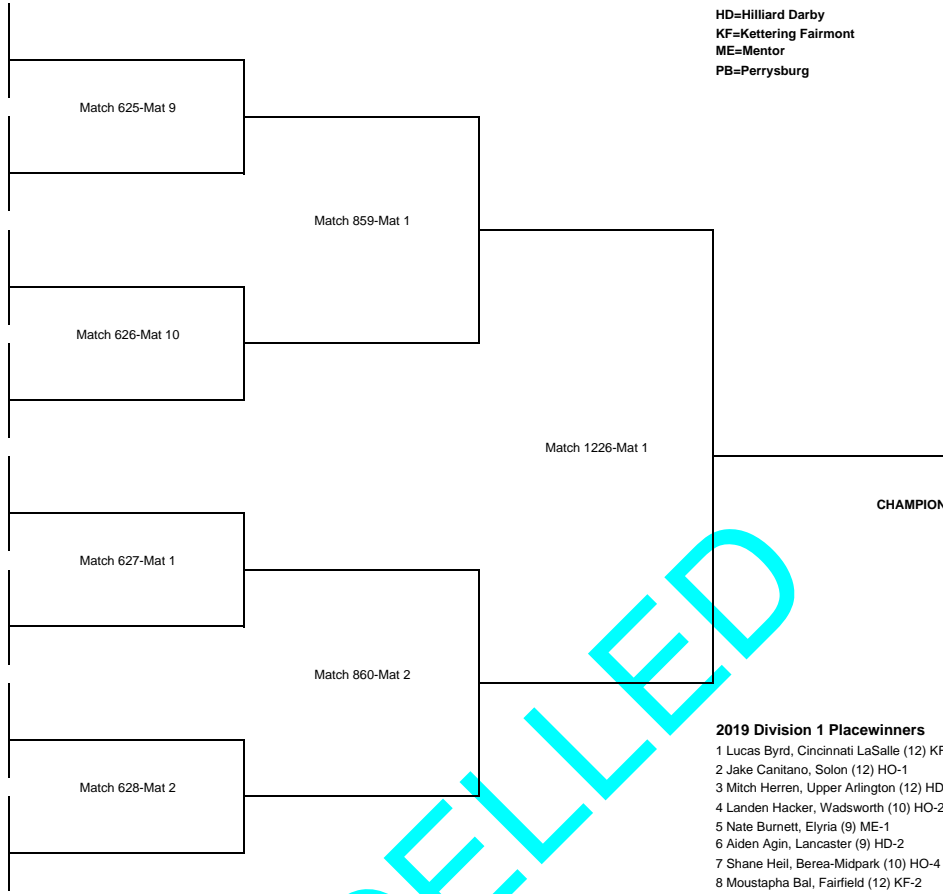 HD=Hilliard Darby
KF=Kettering Fairmont
ME=Mentor
PB=Perrysburg
Match 625-Mat 9
Match 859-Mat 1
Match 626-Mat 10
Match 1226-Mat 1
CHAMPION
Match 627-Mat 1
Match 860-Mat 2
Match 628-Mat 2
ELLED
2019 Division 1 Placewinners
1 Lucas Byrd, Cincinnati LaSalle (12) KF
2 Jake Canitano, Solon (12) HO-1
3 Mitch Herren, Upper Arlington (12) HD
4 Landen Hacker, Wadsworth (10) HO-2
5 Nate Burnett, Elyria (9) ME-1
6 Aiden Agin, Lancaster (9) HD-2
7 Shane Heil, Berea-Midpark (10) HO-4
8 Moustapha Bal, Fairfield (12) KF-2